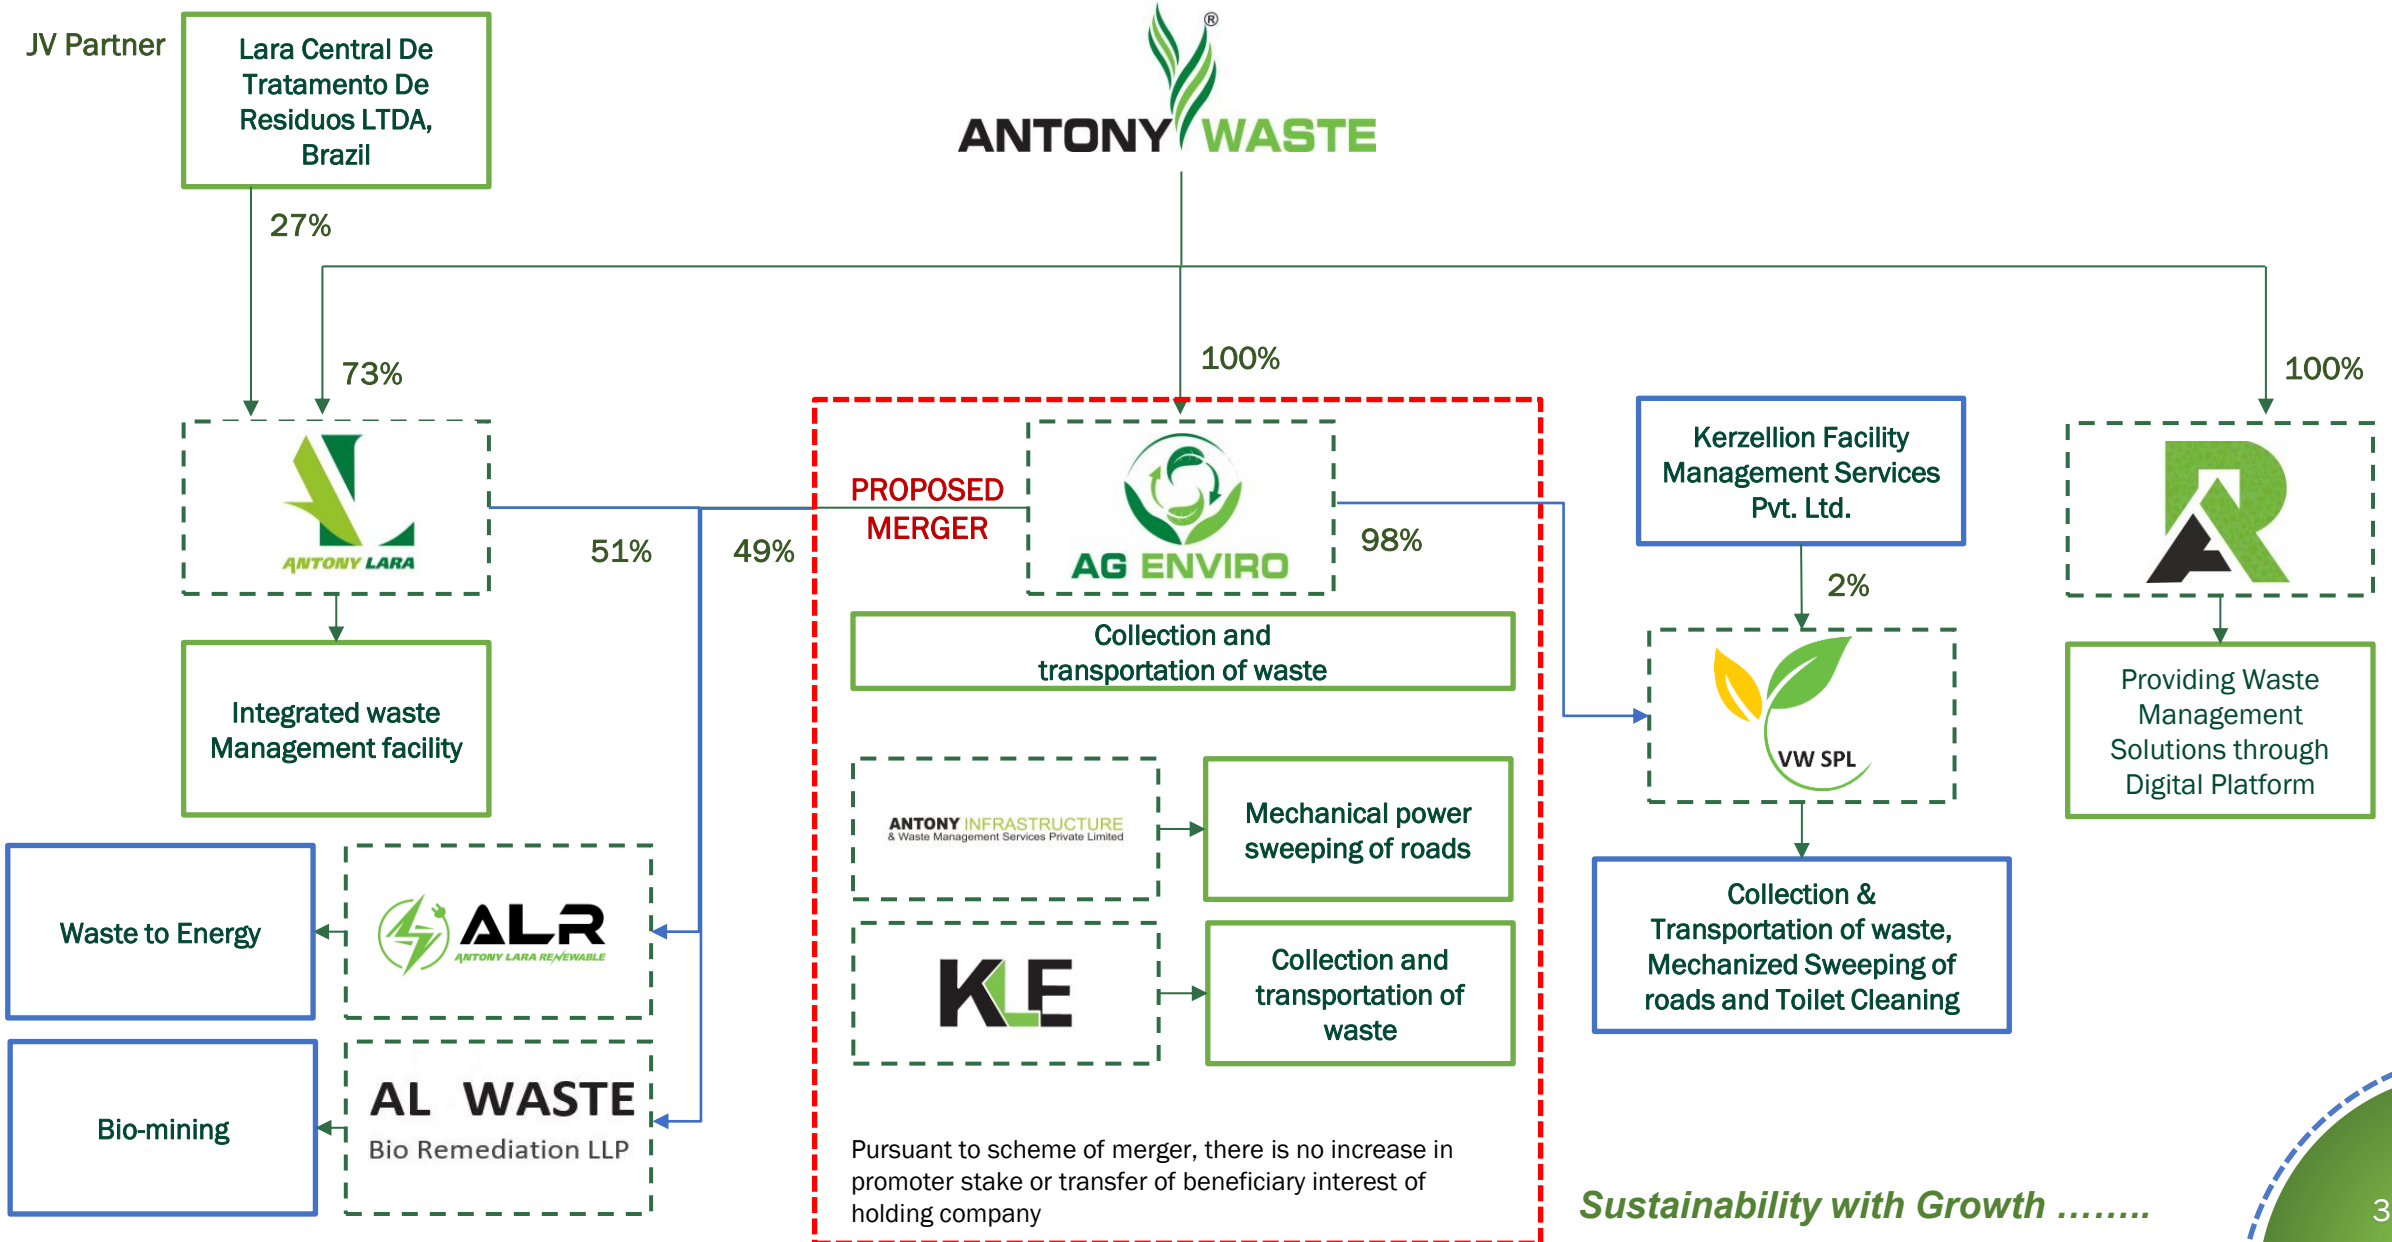 JV Partner
Lara Central De
Tratamento De
Residuos LTDA,
Brazil
®
ANTONY WASTE
27%
73%
100%
100%
ANTONY LARA
51%
49%
PROPOSED
MERGER
AG ENVIRO
98%
Kerzellion Facility
Management Services
Pvt. Ltd.
2%
AR
Integrated waste
Management facility
Collection and
transportation of waste
VW SPL
Providing Waste
Management
Solutions through
Digital Platform
ANTONY INFRASTRUCTURE
& Waste Management Services Private Limited
Mechanical power
sweeping of roads
Waste to Energy
ALR
ANTONY LARA RENEWABLE
KLE
Collection and
transportation of
waste
Collection &
Transportation of waste,
Mechanized Sweeping of
roads and Toilet Cleaning
Bio-mining
AL WASTE
Bio Remediation LLP
Pursuant to scheme of merger, there is no increase in
promoter stake or transfer of beneficiary interest of
holding company
Sustainability with Growth ........
3